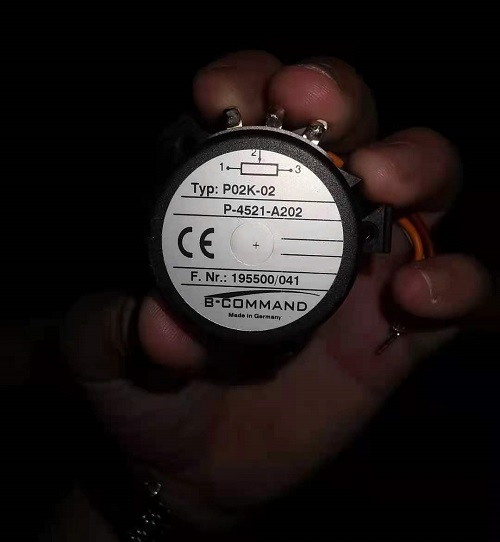 2
1 3
Typ: P02K-02
P-4521-A202
CE
F. Nr.: 195500/041
B-COMMAND
Made in Germany